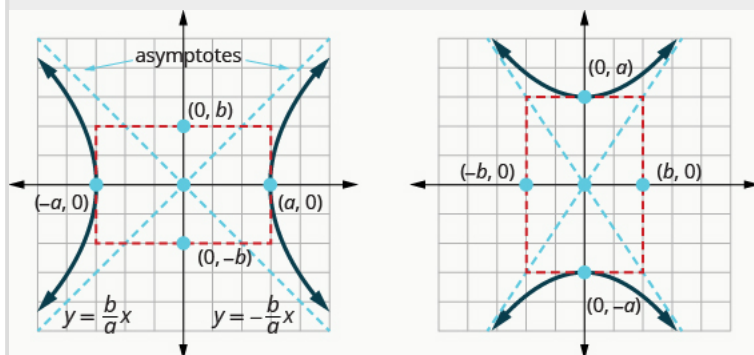 asymptotes
(0, b)
(−a, 0)
(a, 0)
(0, −b)
y = b/a x
y = − b/a x
(0, a)
(−b, 0)
(b, 0)
(0, −a)